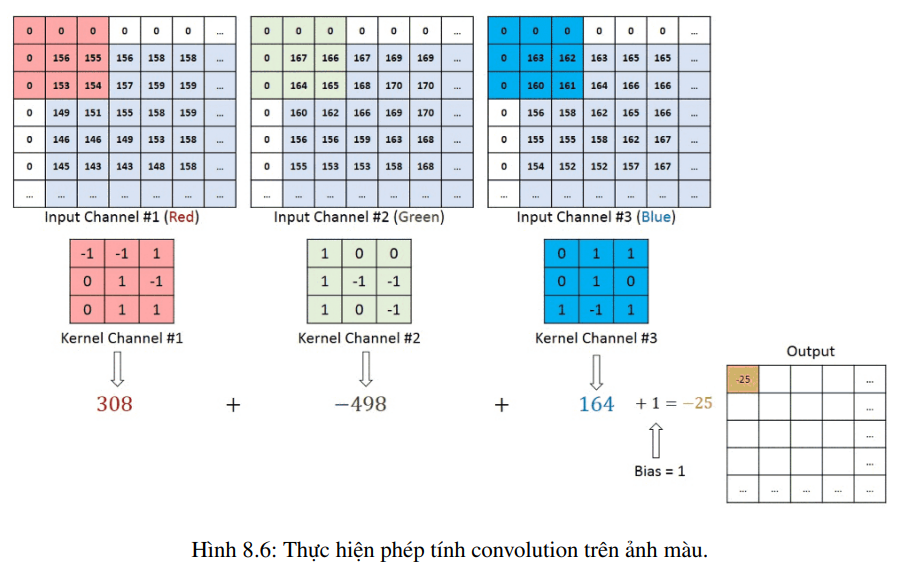 0 0 0 0 0 0 ... 0 0 0 0 0 0 ... 0 0 0 0 0 0 ...
0 156 155 156 158 158 ... 0 167 166 167 169 169 ... 0 163 162 163 165 165 ...
0 153 154 157 159 159 ... 0 164 165 168 170 170 ... 0 160 161 164 166 166 ...
0 149 151 155 158 159 ... 0 160 162 166 169 170 ... 0 156 158 162 165 166 ...
0 146 146 149 153 158 ... 0 156 156 159 163 168 ... 0 155 155 158 162 167 ...
0 145 143 143 148 158 ... 0 155 153 153 158 168 ... 0 154 152 152 157 167 ...
... ... ... ... ... ... ... ... ... ... ... ... ... ... ... ... ... ... ... ... ...
Input Channel #1 (Red) Input Channel #2 (Green) Input Channel #3 (Blue)
-1 -1 1 1 0 0 0 1 1
0 1 -1 1 -1 -1 0 1 0
0 1 1 1 0 -1 1 -1 1
Kernel Channel #1 Kernel Channel #2 Kernel Channel #3
Output
308 + −498 + 164 + 1 = −25
Bias = 1
-25 ...
...
...
...
... ... ... ... ...
Hình 8.6: Thực hiện phép tính convolution trên ảnh màu.